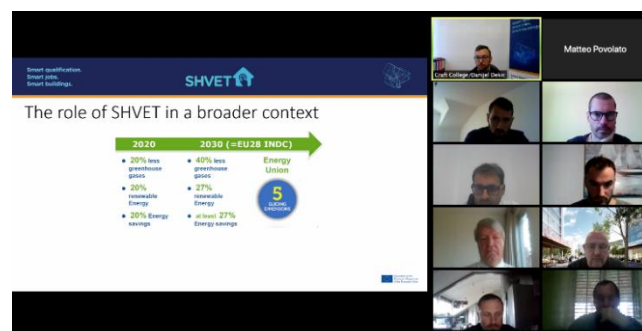 Smart qualification.
Smart jobs.
Smart buildings.
SHVET
The role of SHVET in a broader context
2020
2030 (=EU28 INDC)
20% less
greenhouse
gases
20%
renewable
Energy
20% Energy
savings
40% less
greenhouse
gases
27%
renewable
Energy
at least 27%
Energy savings
Energy
Union
5
Craft College/Danijel Dekic
Matteo Povolato